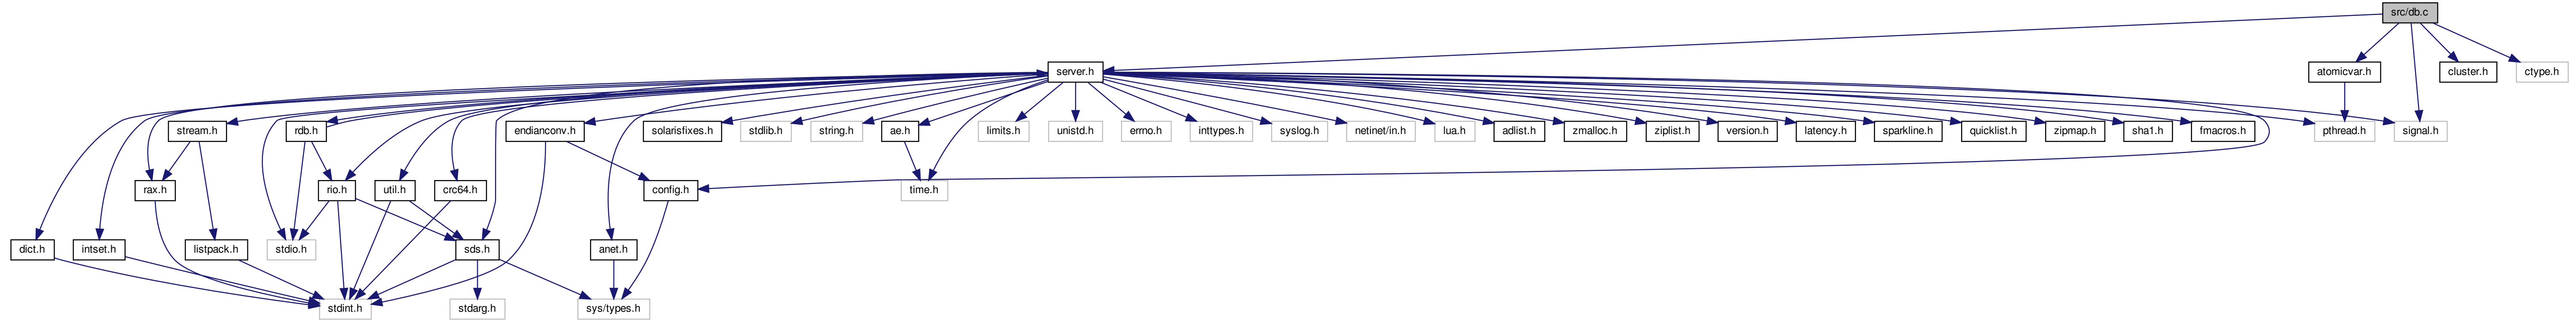 src/db.c
server.h
atomicvar.h
cluster.h
ctype.h
stream.h
rdb.h
endianconv.h
solarisfixes.h
stdlib.h
string.h
ae.h
limits.h
unistd.h
errno.h
inttypes.h
syslog.h
netinet/in.h
lua.h
adlist.h
zmalloc.h
ziplist.h
version.h
latency.h
sparkline.h
quicklist.h
zipmap.h
sha1.h
fmacros.h
pthread.h
signal.h
rax.h
rio.h
util.h
crc64.h
config.h
time.h
dict.h
intset.h
listpack.h
stdio.h
sds.h
anet.h
stdint.h
stdarg.h
sys/types.h